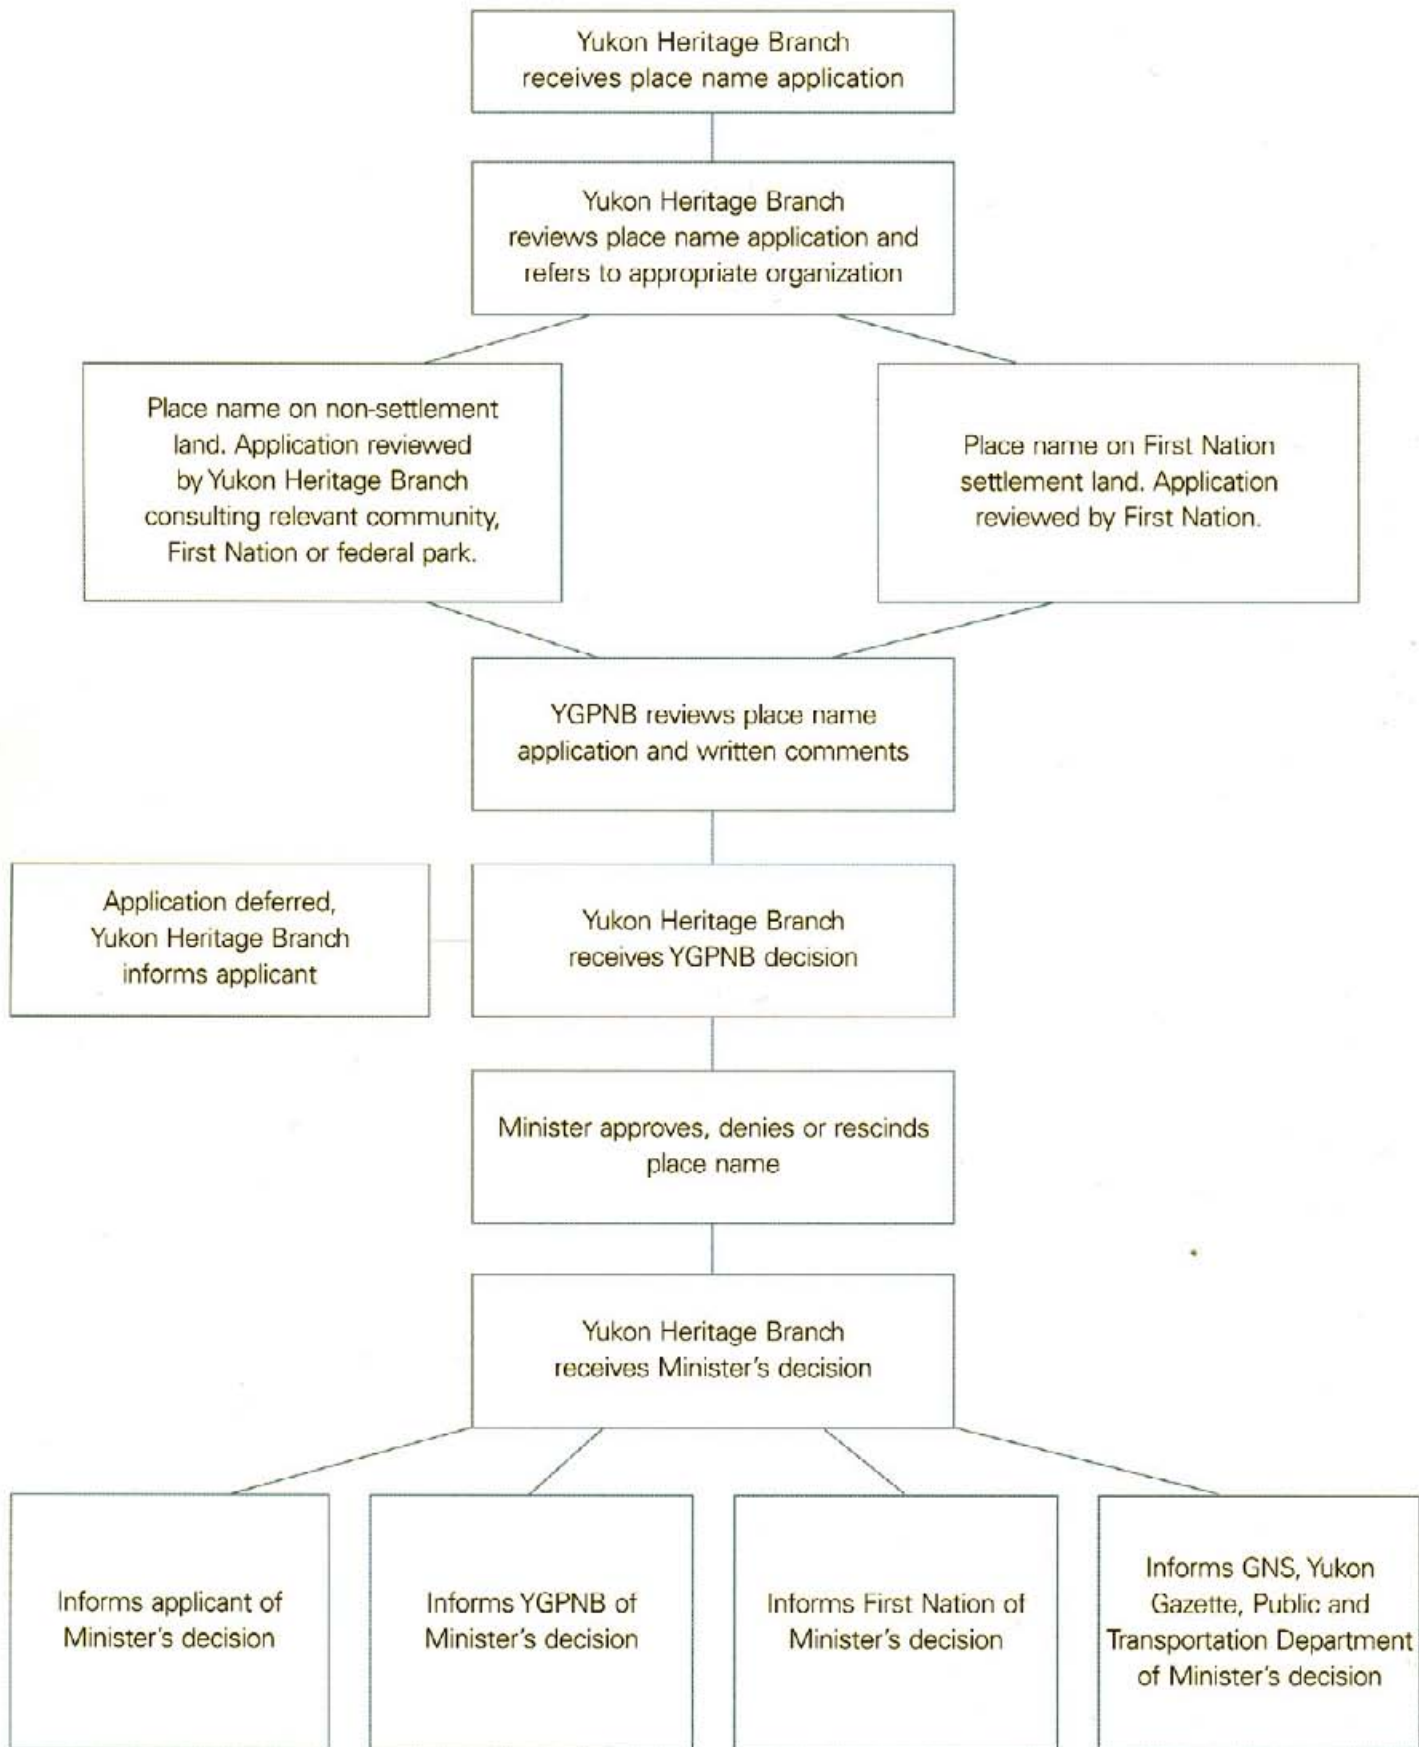 Yukon Heritage Branch
receives place name application
Yukon Heritage Branch
reviews place name application and
refers to appropriate organization
Place name on non-settlement
land. Application reviewed
by Yukon Heritage Branch
consulting relevant community,
First Nation or federal park.
Place name on First Nation
settlement land. Application
reviewed by First Nation.
YGPNB reviews place name
application and written comments
Application deferred,
Yukon Heritage Branch
informs applicant
Yukon Heritage Branch
receives YGPNB decision
Minister approves, denies or rescinds
place name
Yukon Heritage Branch
receives Minister's decision
Informs applicant of
Minister's decision
Informs YGPNB of
Minister's decision
Informs First Nation of
Minister's decision
Informs GNS, Yukon
Gazette, Public and
Transportation Department
of Minister's decision